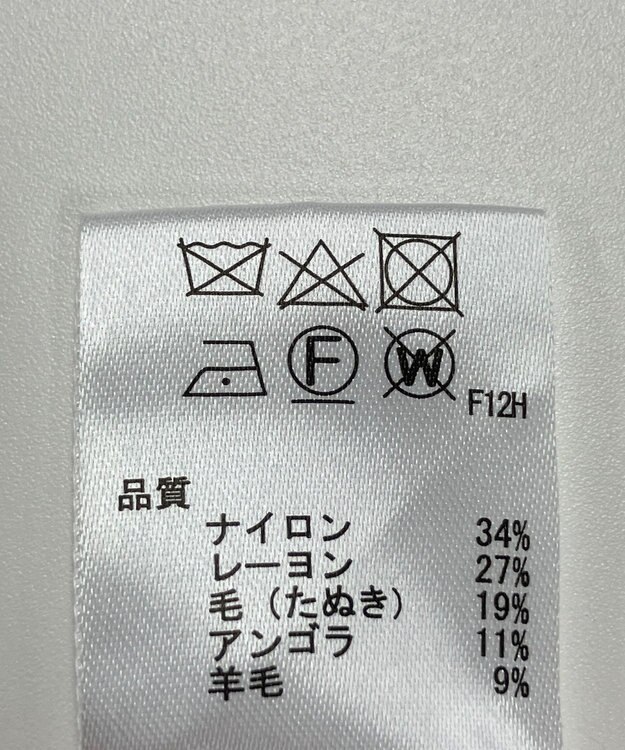 F W F12H
品質
ナイロン 34%
レーヨン 27%
毛（たぬき） 19%
アンゴラ 11%
羊毛 9%